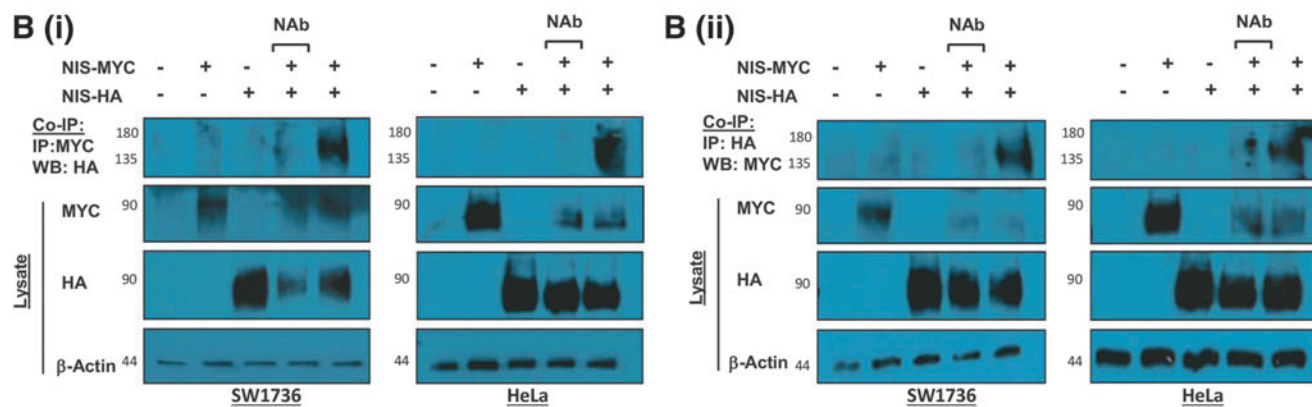 B (i)
NAb
NIS-MYC - + - + +
NIS-HA - - + + +
Co-IP:
IP:MYC
WB: HA
180
135
MYC
90
HA
90
β-Actin
44
Lysate
SW1736
NAb
- + - + +
- - + + +
180
135
90
90
44
HeLa
B (ii)
NAb
NIS-MYC - + - + +
NIS-HA - - + + +
Co-IP:
IP: HA
WB: MYC
180
135
MYC
90
HA
90
β-Actin
44
Lysate
SW1736
NAb
- + - + +
- - + + +
180
135
90
90
44
HeLa